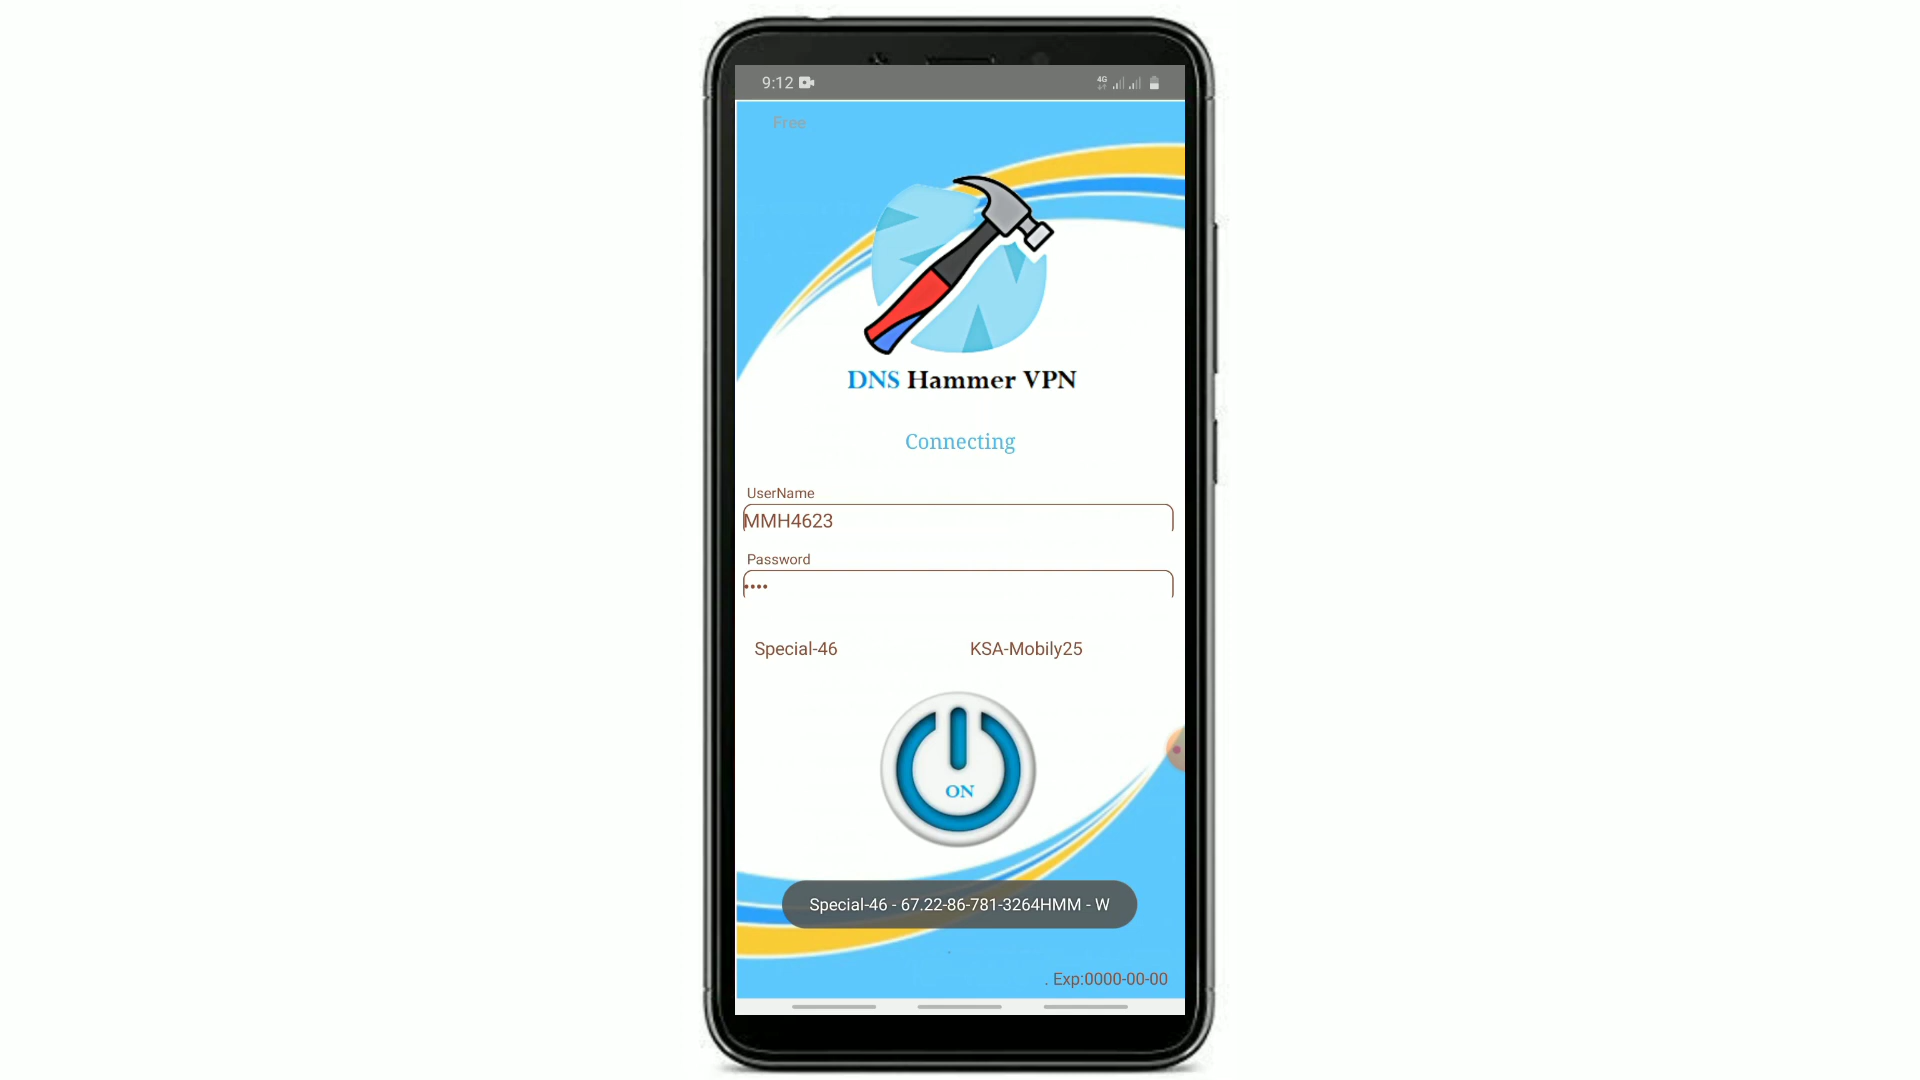 9:12
4G
Free
DNS Hammer VPN
Connecting
UserName
MMH4623
Password
••••
Special-46 KSA-Mobily25
ON
Special-46 - 67.22-86-781-3264HMM - W
. Exp:0000-00-00